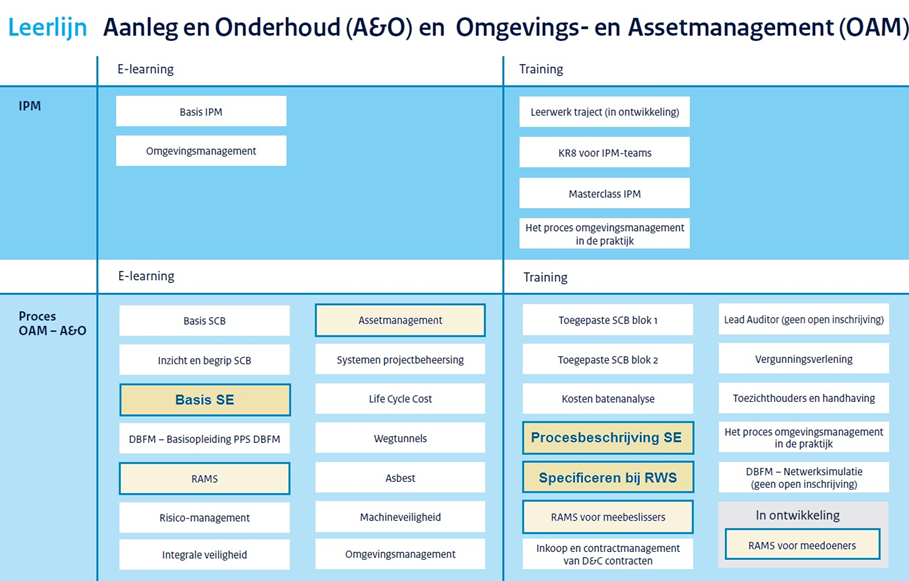 Leerlijn Aanleg en Onderhoud (A&O) en Omgevings- en Assetmanagement (OAM)
E-learning
Training
IPM
Basis IPM
Omgevingsmanagement
Leerwerk traject (in ontwikkeling)
KR8 voor IPM-teams
Masterclass IPM
Het proces omgevingsmanagement
in de praktijk
E-learning
Training
Proces
OAM – A&O
Basis SCB
Inzicht en begrip SCB
Basis SE
DBFM – Basisopleiding PPS DBFM
RAMS
Risico-management
Integrale veiligheid
Assetmanagement
Systemen projectbeheersing
Life Cycle Cost
Wegtunnels
Asbest
Machineveiligheid
Omgevingsmanagement
Toegepaste SCB blok 1
Toegepaste SCB blok 2
Kosten batenanalyse
Procesbeschrijving SE
Specificeren bij RWS
RAMS voor meebeslissers
Inkoop en contractmanagement
van D&C contracten
Lead Auditor (geen open inschrijving)
Vergunningsverlening
Toezichthouders en handhaving
Het proces omgevingsmanagement
in de praktijk
DBFM – Netwerksimulatie
(geen open inschrijving)
In ontwikkeling
RAMS voor meedoeners